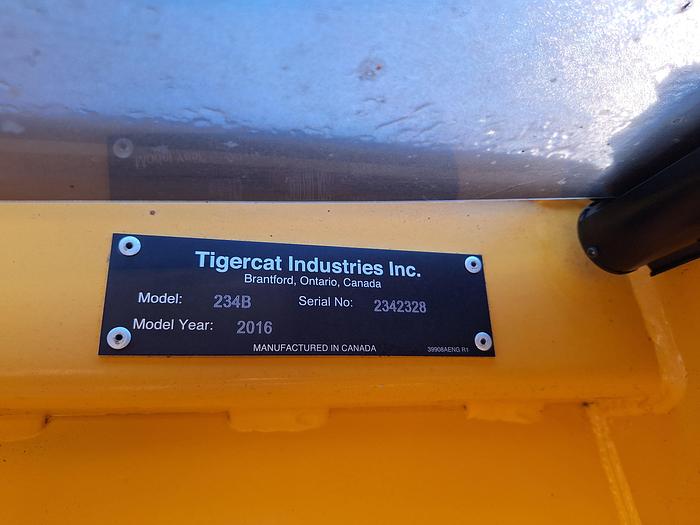 Tigercat Industries Inc.
Brantford, Ontario, Canada
Model: 234B Serial No: 2342328
Model Year: 2016
MANUFACTURED IN CANADA 39908AENG R1